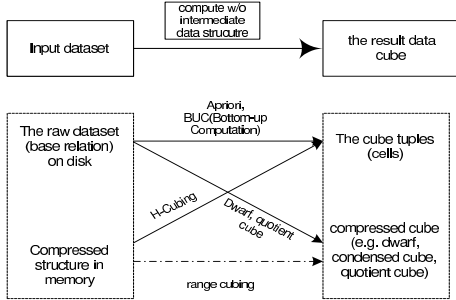 compute w/o
intermediate
data strucutre
Input dataset
the result data
cube
Apriori,
BUC(Bottom-up
Computation)
The raw dataset
(base relation)
on disk
The cube tuples
(cells)
H-Cubing
Dwarf, quotient
cube
Compressed
structure in
memory
compressed cube
(e.g. dwarf,
condensed cube,
quotient cube)
range cubing